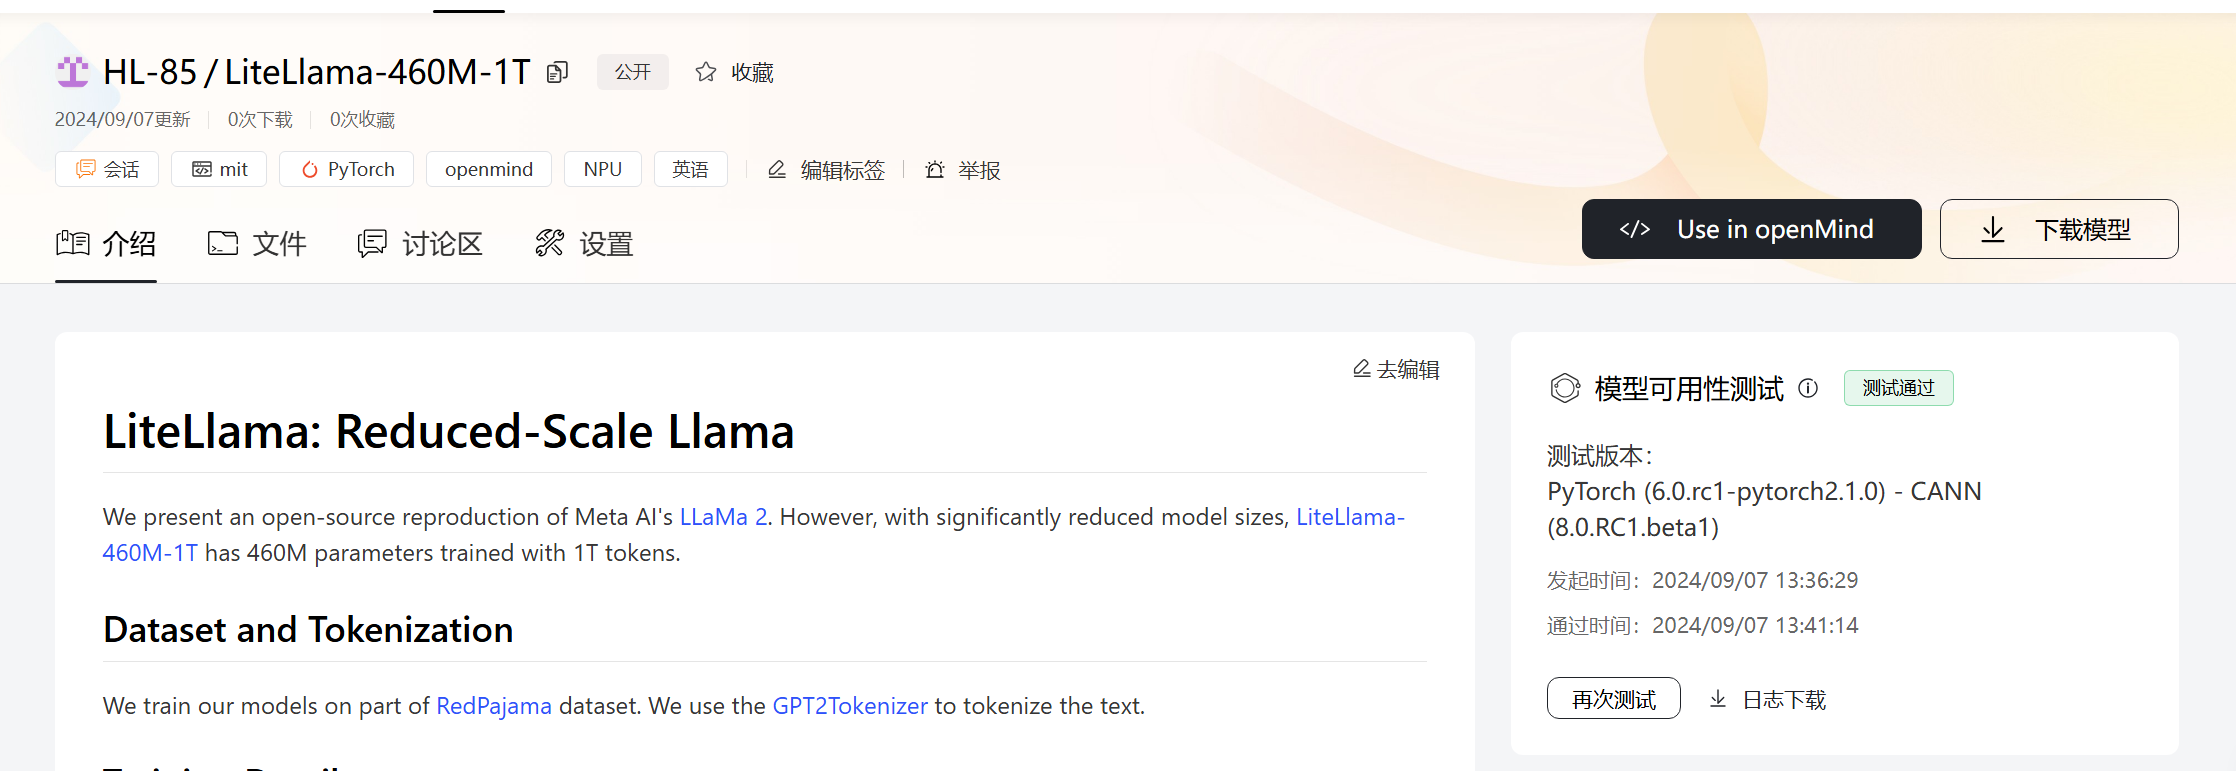 HL-85 / LiteLlama-460M-1T 公开 收藏
2024/09/07更新 0次下载 0次收藏
会话 mit PyTorch openmind NPU 英语 编辑标签 举报
介绍 文件 讨论区 设置
</> Use in openMind 下载模型
去编辑
LiteLlama: Reduced-Scale Llama
We present an open-source reproduction of Meta AI's LLaMa 2. However, with significantly reduced model sizes, LiteLlama-
460M-1T has 460M parameters trained with 1T tokens.
Dataset and Tokenization
We train our models on part of RedPajama dataset. We use the GPT2Tokenizer to tokenize the text.
模型可用性测试 测试通过
测试版本：
PyTorch (6.0.rc1-pytorch2.1.0) - CANN
(8.0.RC1.beta1)
发起时间：2024/09/07 13:36:29
通过时间：2024/09/07 13:41:14
再次测试 日志下载